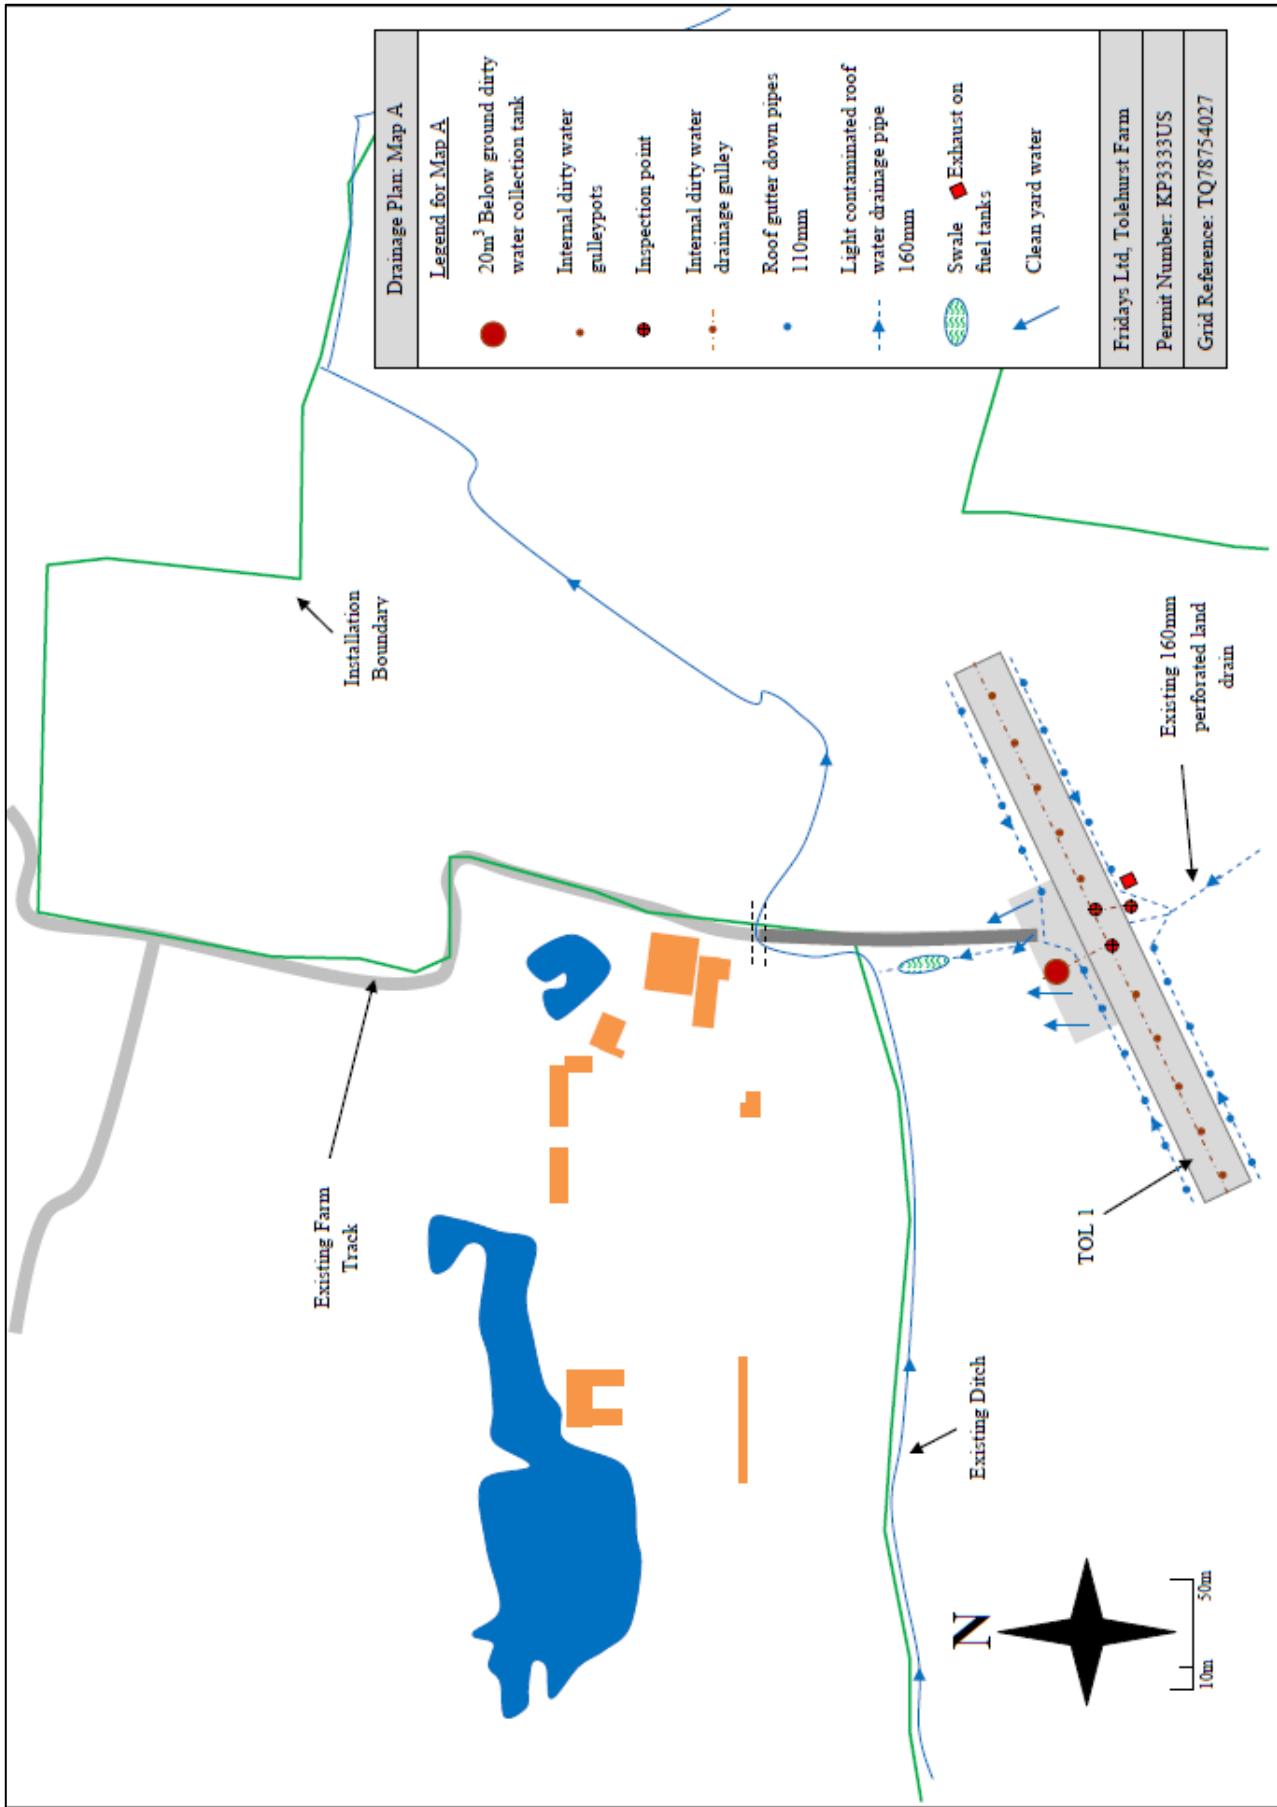 Drainage Plan: Map A
Legend for Map A
20m³ Below ground dirty
water collection tank
Internal dirty water
gulleypots
Inspection point
Internal dirty water
drainage gulley
Roof gutter down pipes
110mm
Light contaminated roof
water drainage pipe
160mm
Swale
Exhaust on
fuel tanks
Clean yard water
Fridays Ltd, Tolehurst Farm
Permit Number: KP3333US
Grid Reference: TQ78754027
Installation
Boundary
Existing Farm
Track
Existing 160mm
perforated land
drain
TOL 1
Existing Ditch
N
10m
50m